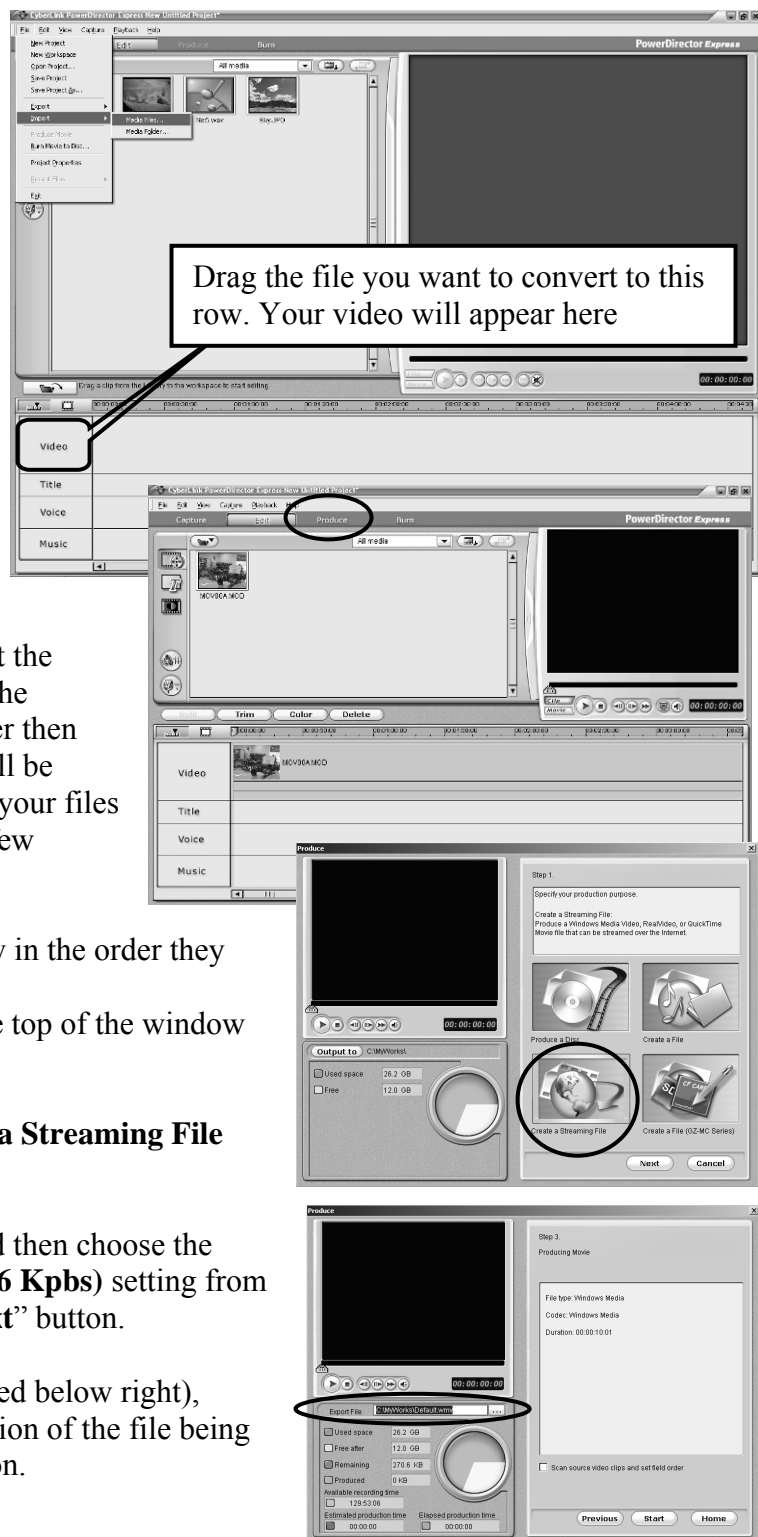 CyberLink PowerDirector Express New Untitled Project*
File Edit View Capture Playback Help
Edit Produce Burn
PowerDirector Express
New Project
New Workspace
Open Project...
Save Project
Save Project As...
Export
Import
Produce Movie
Burn Movie to Disc...
Project Properties
Recent Files
Exit
Media Files...
Media Folder...
All media
Sky.JPG
Drag the file you want to convert to this
row. Your video will appear here
Drag a clip from the library to the workspace to start editing.
00:00:00:00
Video
Title
Voice
Music
CyberLink PowerDirector Express New Untitled Project*
File Edit View Capture Playback Help
Capture Edit Produce Burn
PowerDirector Express
All media
MOV00A.MOD
Trim Color Delete
Clip
Movie
00:00:00:00
Video
MOV00A.MOD
Title
Voice
Music
t the
he
er then
ll be
your files
ew
y in the order they
e top of the window
a Streaming File
d then choose the
6 Kpbs) setting from
xt” button.
ed below right),
ion of the file being
on.
Produce
Step 1.
Specify your production purpose.
Create a Streaming File:
Produce a Windows Media Video, RealVideo, or QuickTime
Movie file that can be streamed over the Internet.
00:00:00:00
Produce a Disc
Create a File
Output to C:\MyWorks\
Used space 26.2 GB
Free 12.0 GB
Create a Streaming File
Create a File (GZ-MC Series)
Next Cancel
Produce
Step 3.
Producing Movie
File type: Windows Media
Codec: Windows Media
Duration: 00:00:10:01
00:00:00:00
Export File C:\MyWorks\Default.wmv ...
Used space 26.2 GB
Free after 12.0 GB
Remaining 270.6 KB
Produced 0 KB
Available recording time
129:53:06
Estimated production time Elapsed production time
00:00:00 00:00:00
Scan source video clips and set field order
Previous Start Home